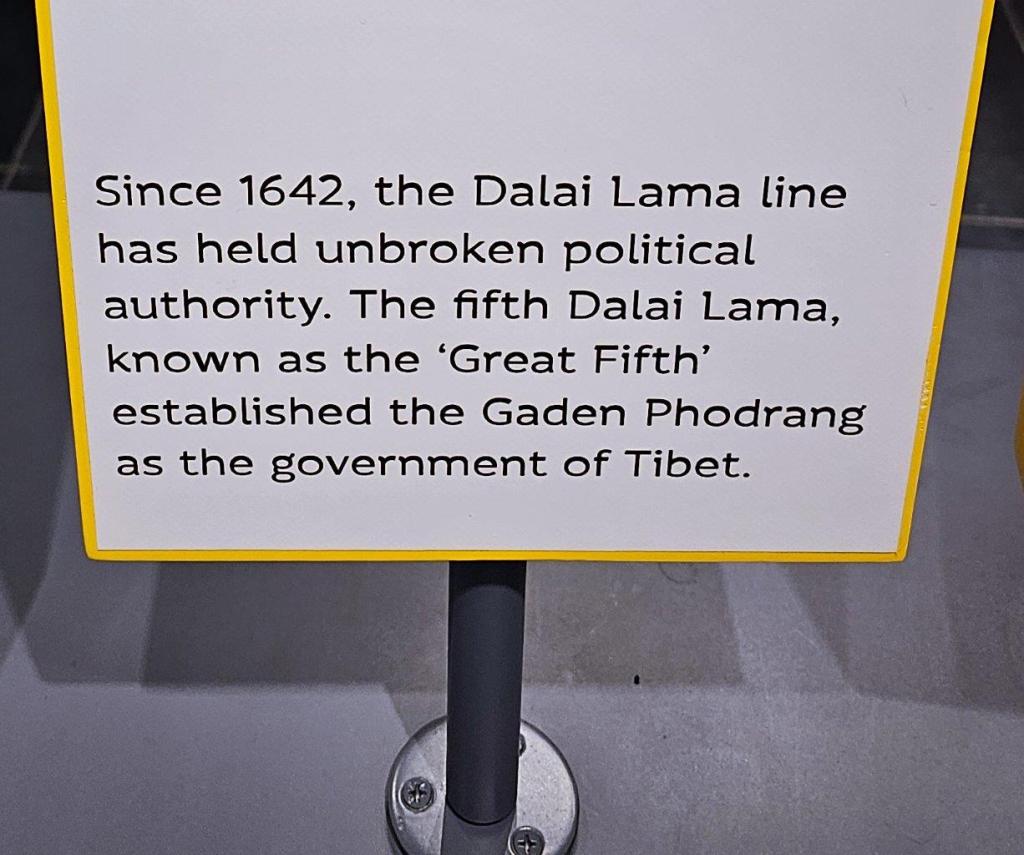 Since 1642, the Dalai Lama line
has held unbroken political
authority. The fifth Dalai Lama,
known as the ‘Great Fifth’
established the Gaden Phodrang
as the government of Tibet.